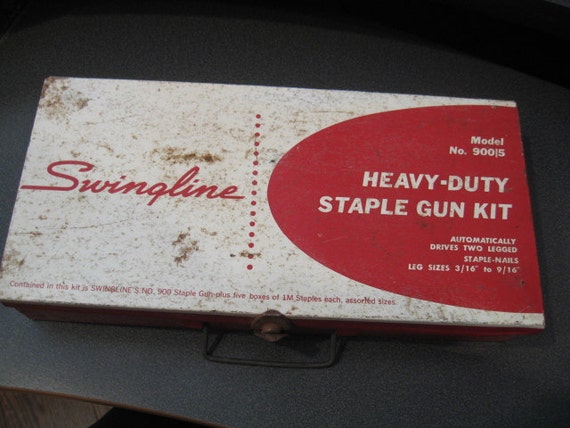 Swingline
Model
No. 900|5
HEAVY-DUTY
STAPLE GUN KIT
AUTOMATICALLY
DRIVES TWO LEGGED
STAPLE-NAILS
LEG SIZES 3/16" to 9/16"
Contained in this kit is SWINGLINE'S NO. 900 Staple Gun plus five boxes of 1M Staples each, assorted sizes.